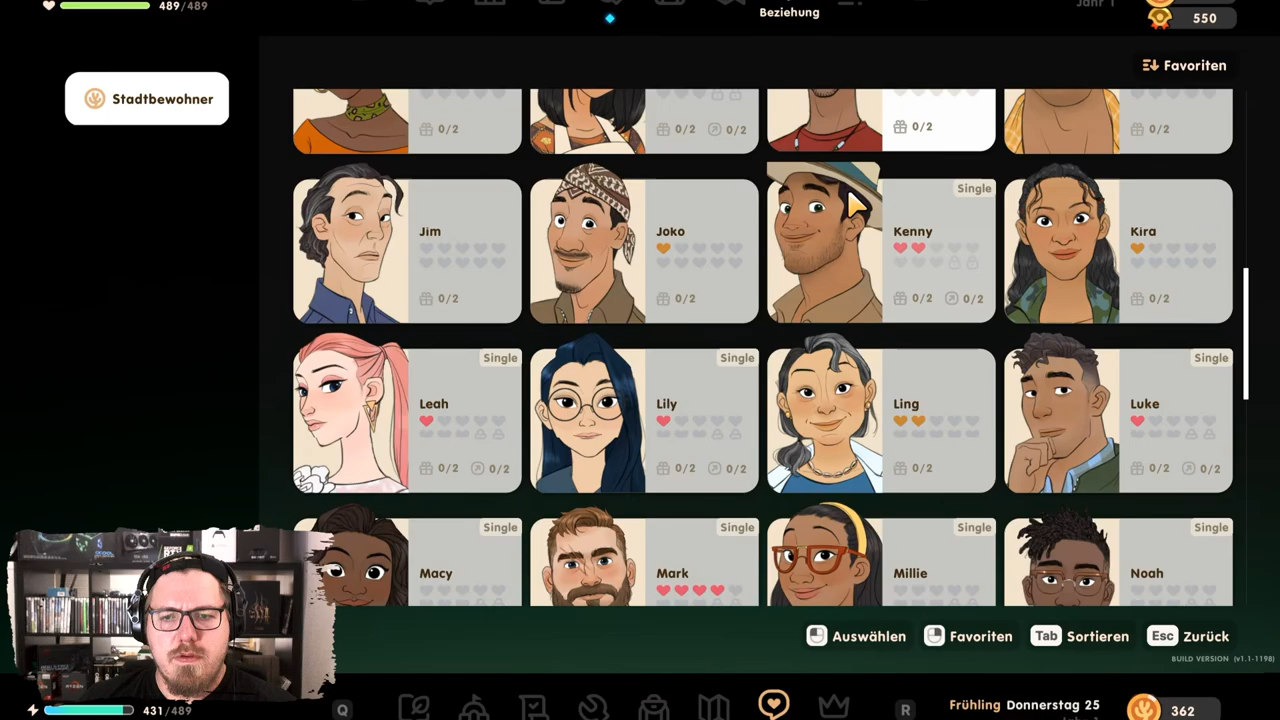 489/489
Beziehung
Jahr 1
550
Stadtbewohner
Favoriten
0/2
0/2 0/2
0/2
0/2
Jim
0/2
Joko
0/2
Single
Kenny
0/2 0/2
Kira
0/2
Single
Leah
0/2 0/2
Single
Lily
0/2 0/2
Ling
0/2
Single
Luke
0/2 0/2
Single
Macy
Single
Mark
Single
Millie
Single
Noah
Auswählen
Favoriten
Tab Sortieren
Esc Zurück
BUILD VERSION (v1.1-1198)
431/489
Q
R
Frühling Donnerstag 25
362